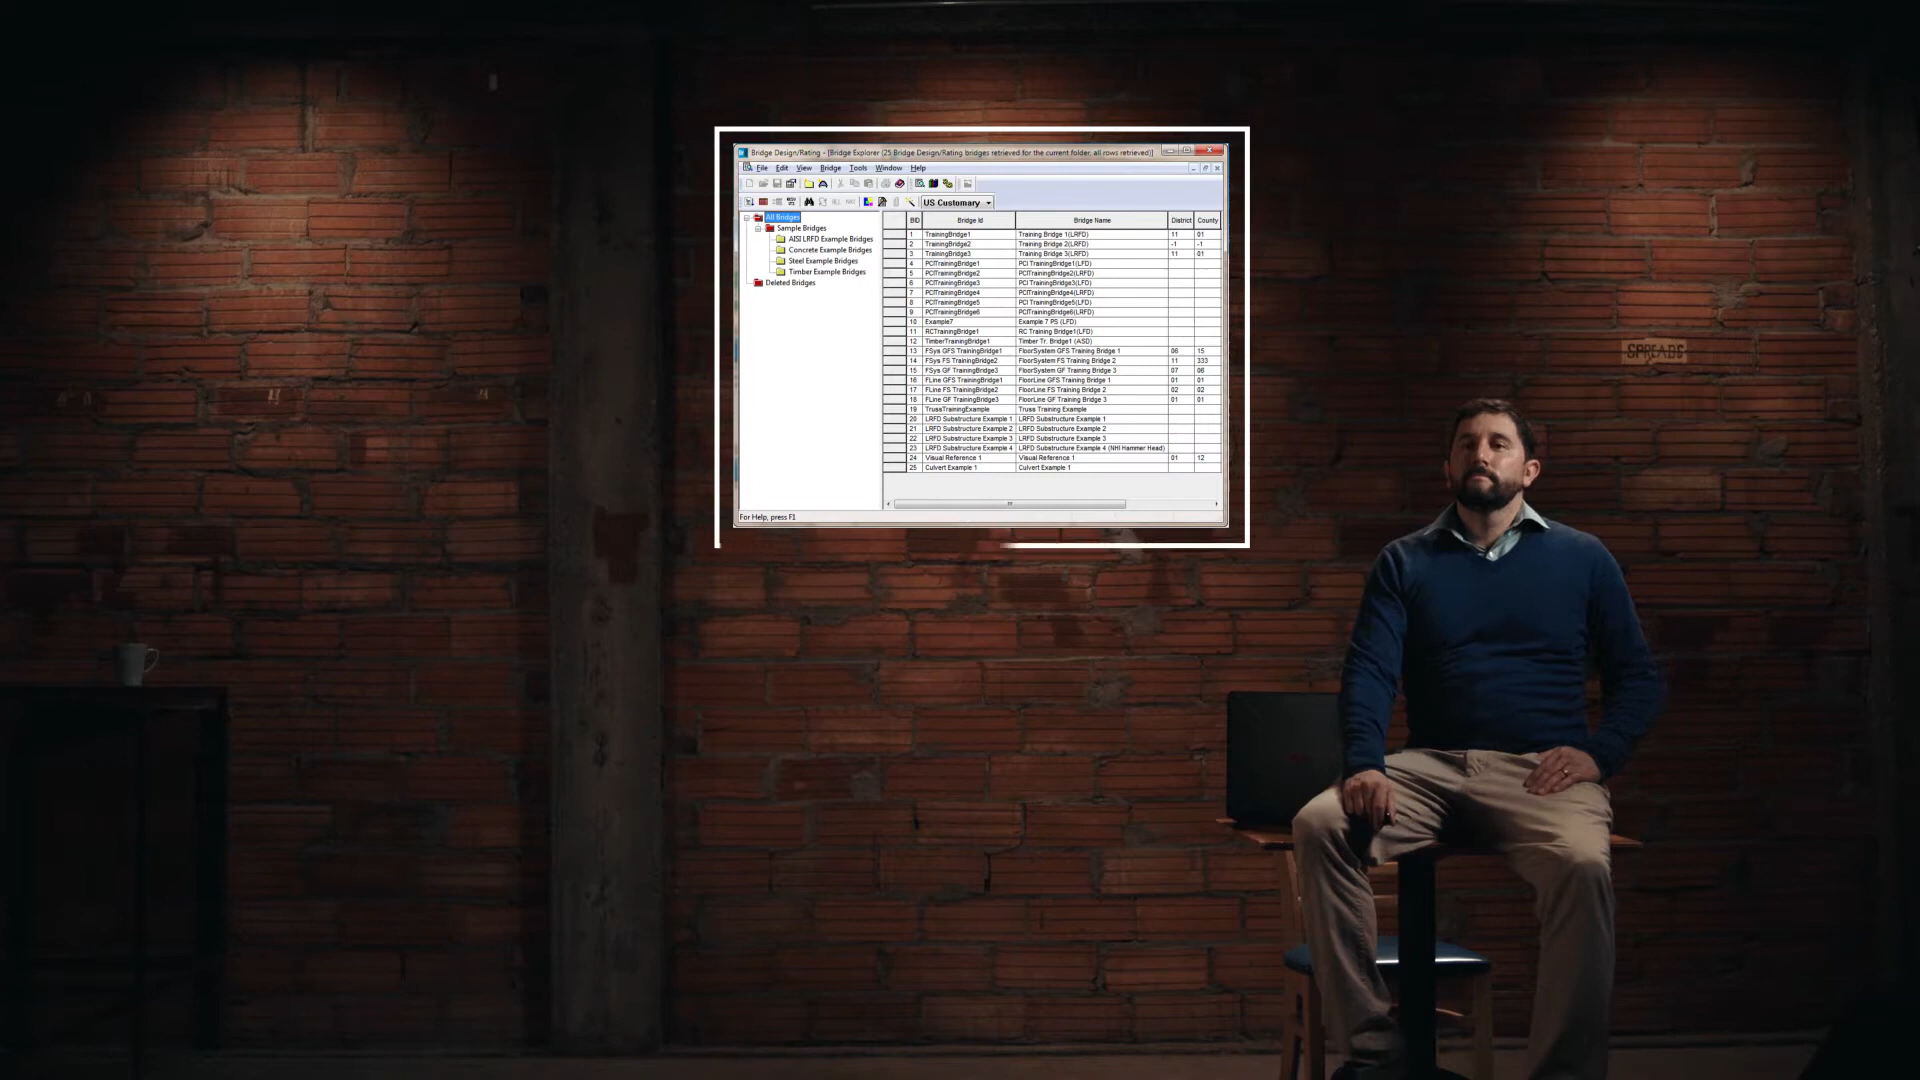 Bridge Design/Rating - [Bridge Explorer (25 Bridge Design/Rating bridges retrieved for the current folder, all rows retrieved)]
File Edit View Bridge Tools Window Help
US Customary
All Bridges
Sample Bridges
AISI LRFD Example Bridges
Concrete Example Bridges
Steel Example Bridges
Timber Example Bridges
Deleted Bridges
BID Bridge Id Bridge Name District County
1 TrainingBridge1 Training Bridge 1(LRFD) 11 01
2 TrainingBridge2 Training Bridge 2(LRFD) -1 -1
3 TrainingBridge3 Training Bridge 3(LRFD) 11 01
4 PCITrainingBridge1 PCI TrainingBridge1(LFD)
5 PCITrainingBridge2 PCITrainingBridge2(LRFD)
6 PCITrainingBridge3 PCI TrainingBridge3(LFD)
7 PCITrainingBridge4 PCITrainingBridge4(LRFD)
8 PCITrainingBridge5 PCI TrainingBridge5(LFD)
9 PCITrainingBridge6 PCITrainingBridge6(LRFD)
10 Example7 Example 7 PS (LFD)
11 RCTrainingBridge1 RC Training Bridge1(LFD)
12 TimberTrainingBridge1 Timber Tr. Bridge1 (ASD)
13 FSys GFS TrainingBridge1 FloorSystem GFS Training Bridge 1 06 15
14 FSys FS TrainingBridge2 FloorSystem FS Training Bridge 2 11 333
15 FSys GF TrainingBridge3 FloorSystem GF Training Bridge 3 07 06
16 FLine GFS TrainingBridge1 FloorLine GFS Training Bridge 1 01 01
17 FLine FS TrainingBridge2 FloorLine FS Training Bridge 2 02 02
18 FLine GF TrainingBridge3 FloorLine GF Training Bridge 3 01 01
19 TrussTrainingExample Truss Training Example
20 LRFD Substructure Example 1 LRFD Substructure Example 1
21 LRFD Substructure Example 2 LRFD Substructure Example 2
22 LRFD Substructure Example 3 LRFD Substructure Example 3
23 LRFD Substructure Example 4 LRFD Substructure Example 4 (NHI Hammer Head)
24 Visual Reference 1 Visual Reference 1 01 12
25 Culvert Example 1 Culvert Example 1
For Help, press F1
SPREADS